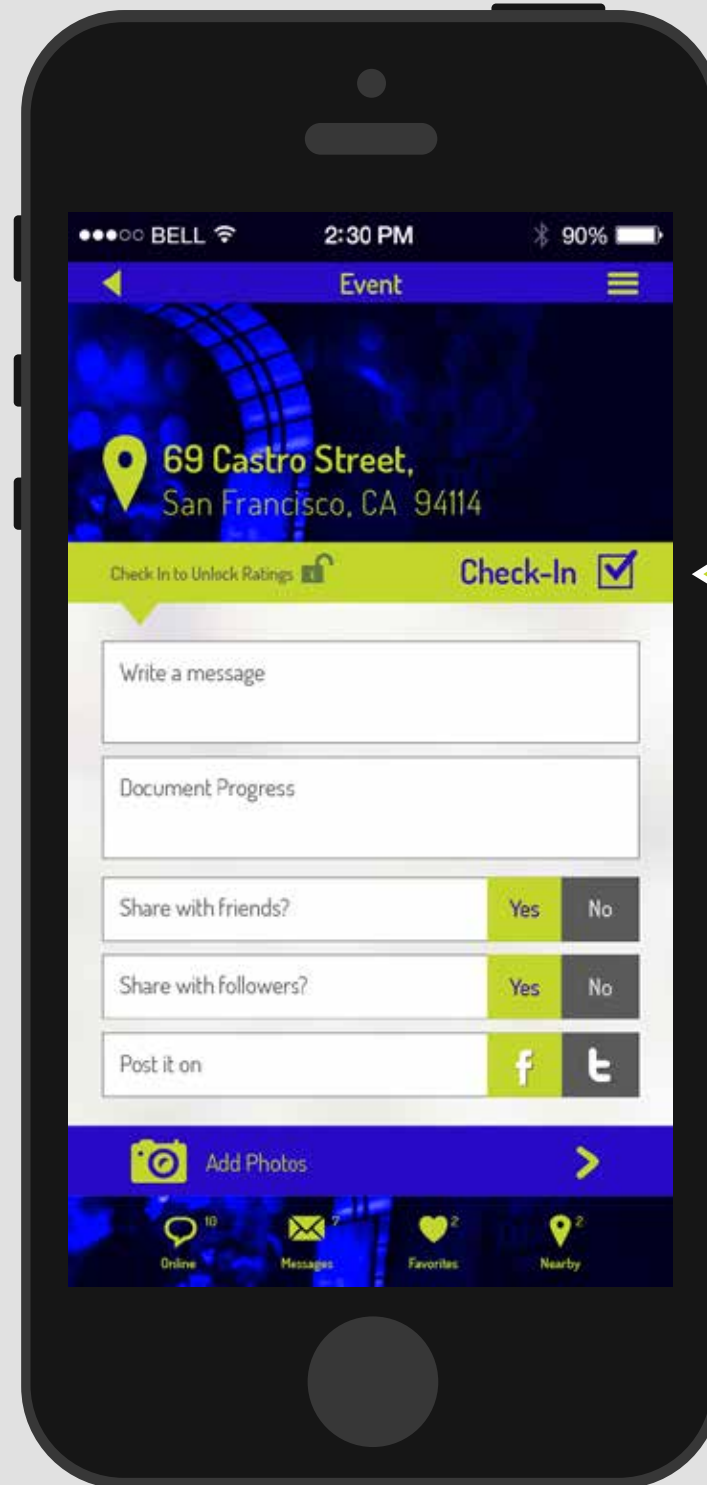 BELL 2:30 PM 90%
Event
69 Castro Street,
San Francisco, CA 94114
Check In to Unlock Ratings Check-In
Write a message
Document Progress
Share with friends? Yes No
Share with followers? Yes No
Post it on f t
Add Photos
10 7 2 2
Online Messages Favorites Nearby